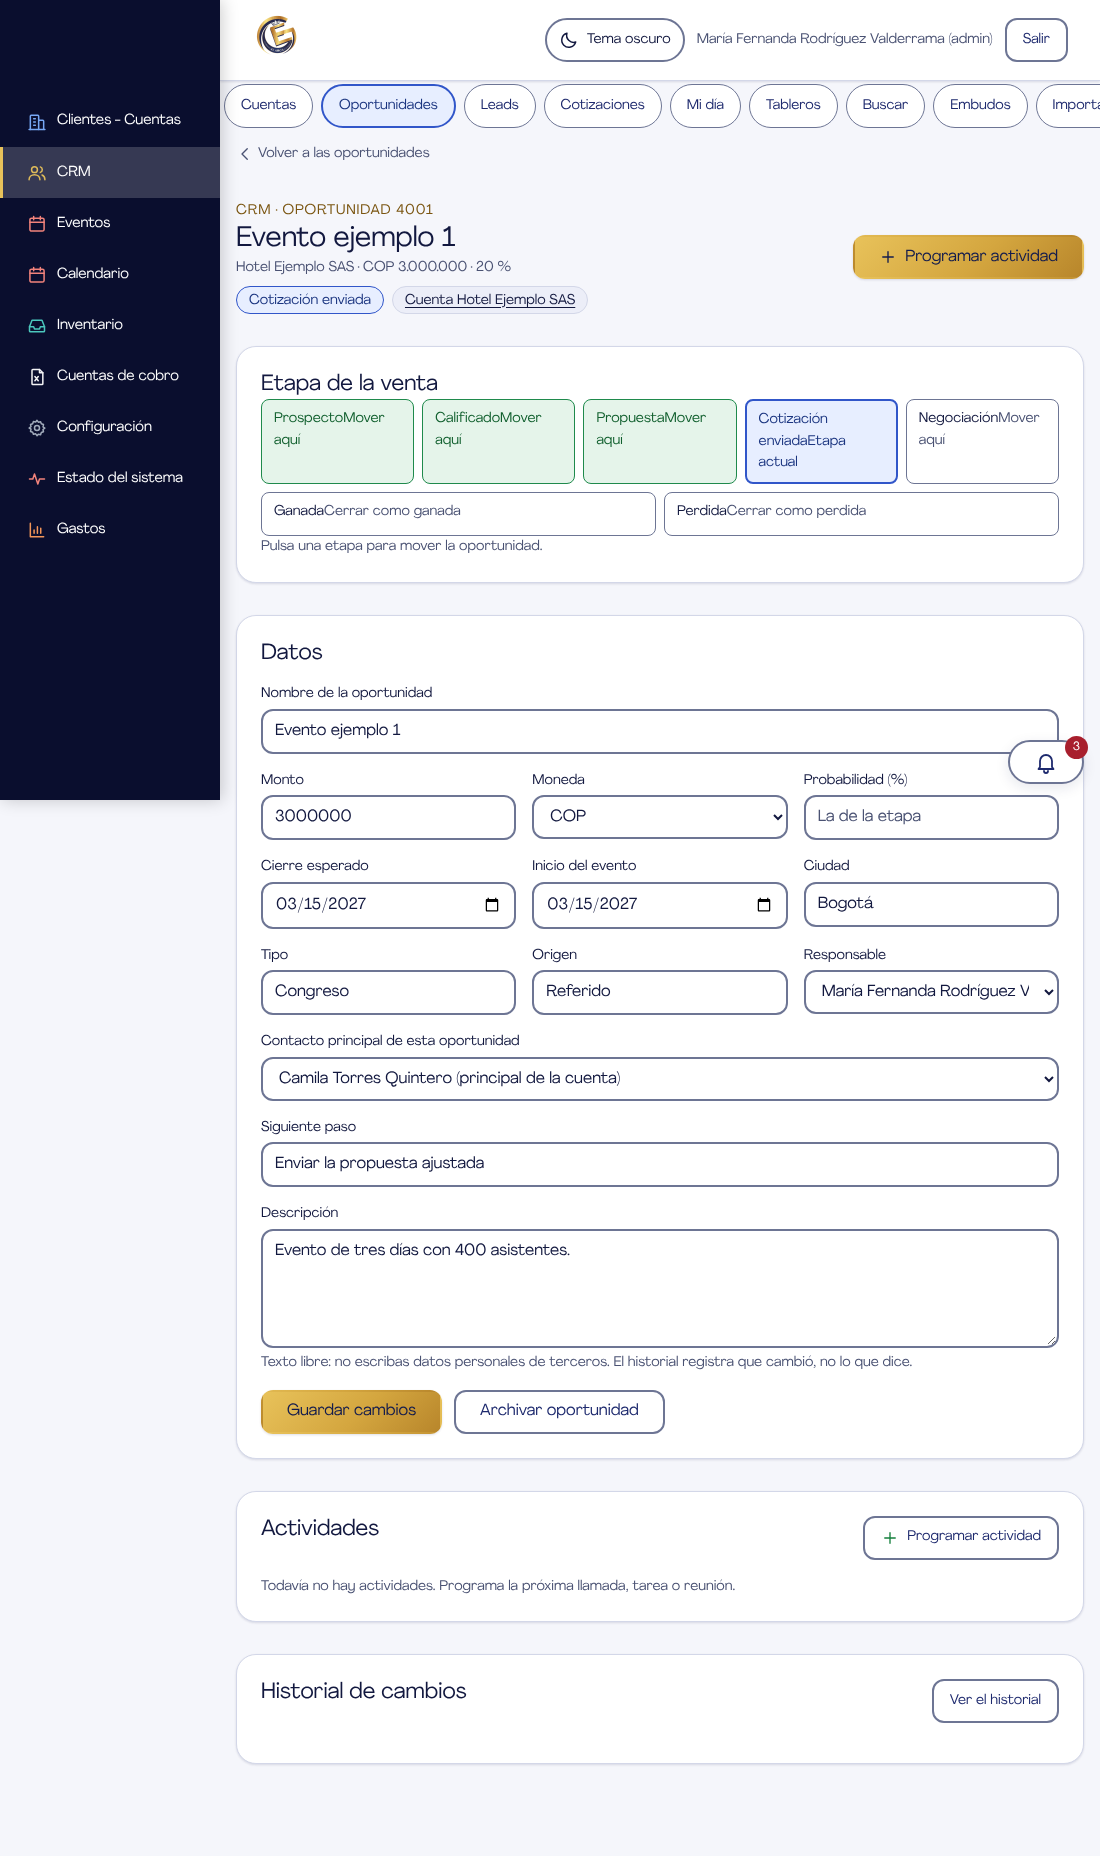 Tema oscuro
María Fernanda Rodríguez Valderrama (admin)
Salir
Clientes - Cuentas
CRM
Eventos
Calendario
Inventario
Cuentas de cobro
Configuración
Estado del sistema
Gastos
Cuentas
Oportunidades
Leads
Cotizaciones
Mi día
Tableros
Buscar
Embudos
Importa
Volver a las oportunidades
CRM · OPORTUNIDAD 4001
Evento ejemplo 1
Hotel Ejemplo SAS · COP 3.000.000 · 20 %
Cotización enviada
Cuenta Hotel Ejemplo SAS
Programar actividad
Etapa de la venta
ProspectoMover
aquí
CalificadoMover
aquí
PropuestaMover
aquí
Cotización
enviadaEtapa
actual
NegociaciónMover
aquí
GanadaCerrar como ganada
PerdidaCerrar como perdida
Pulsa una etapa para mover la oportunidad.
Datos
Nombre de la oportunidad
Evento ejemplo 1
3
Monto
Moneda
Probabilidad (%)
3000000
COP
La de la etapa
Cierre esperado
Inicio del evento
Ciudad
03/15/2027
03/15/2027
Bogotá
Tipo
Origen
Responsable
Congreso
Referido
María Fernanda Rodríguez V
Contacto principal de esta oportunidad
Camila Torres Quintero (principal de la cuenta)
Siguiente paso
Enviar la propuesta ajustada
Descripción
Evento de tres días con 400 asistentes.
Texto libre: no escribas datos personales de terceros. El historial registra que cambió, no lo que dice.
Guardar cambios
Archivar oportunidad
Actividades
Programar actividad
Todavía no hay actividades. Programa la próxima llamada, tarea o reunión.
Historial de cambios
Ver el historial